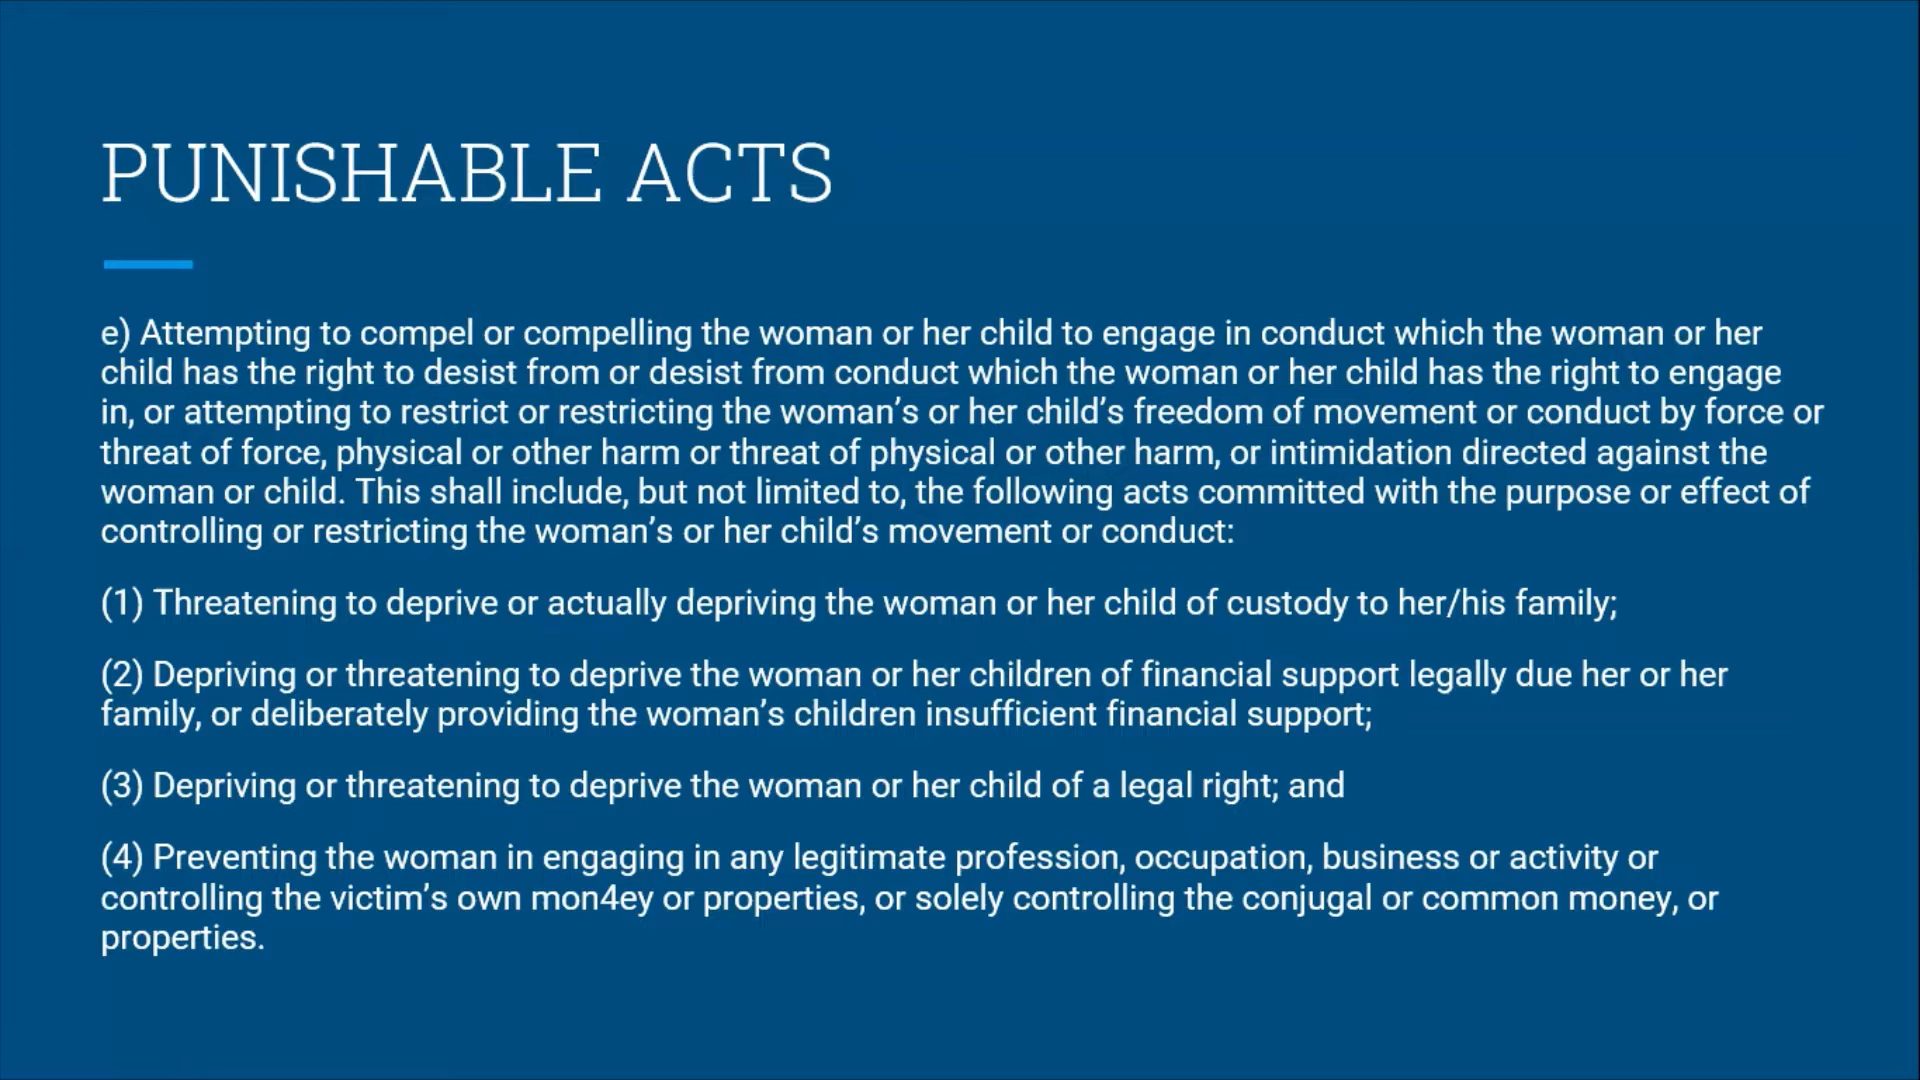 PUNISHABLE ACTS
e) Attempting to compel or compelling the woman or her child to engage in conduct which the woman or her
child has the right to desist from or desist from conduct which the woman or her child has the right to engage
in, or attempting to restrict or restricting the woman’s or her child’s freedom of movement or conduct by force or
threat of force, physical or other harm or threat of physical or other harm, or intimidation directed against the
woman or child. This shall include, but not limited to, the following acts committed with the purpose or effect of
controlling or restricting the woman’s or her child’s movement or conduct:
(1) Threatening to deprive or actually depriving the woman or her child of custody to her/his family;
(2) Depriving or threatening to deprive the woman or her children of financial support legally due her or her
family, or deliberately providing the woman’s children insufficient financial support;
(3) Depriving or threatening to deprive the woman or her child of a legal right; and
(4) Preventing the woman in engaging in any legitimate profession, occupation, business or activity or
controlling the victim’s own mon4ey or properties, or solely controlling the conjugal or common money, or
properties.